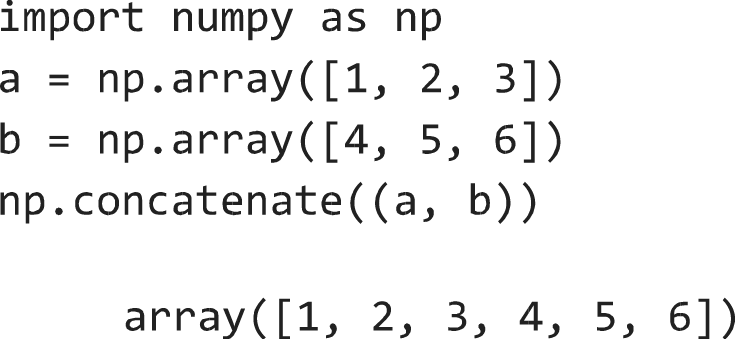 import numpy as np
a = np.array([1, 2, 3])
b = np.array([4, 5, 6])
np.concatenate((a, b))
array([1, 2, 3, 4, 5, 6])